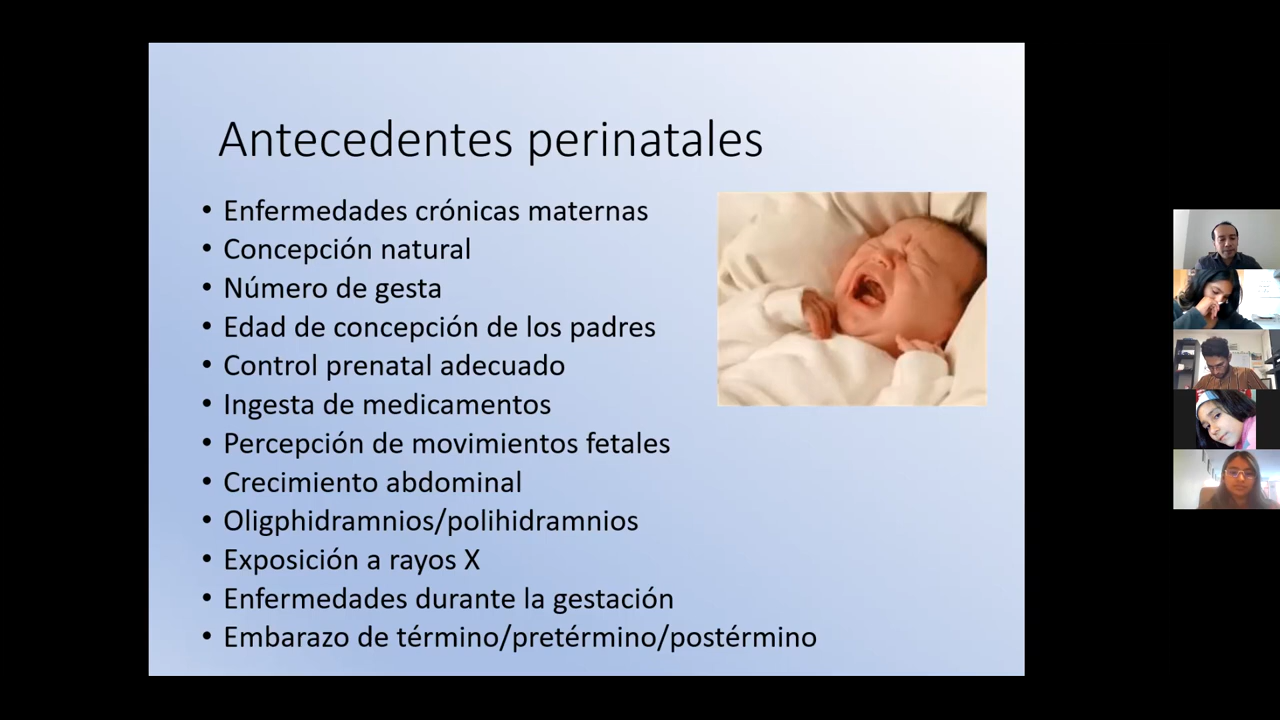 Antecedentes perinatales
• Enfermedades crónicas maternas
• Concepción natural
• Número de gesta
• Edad de concepción de los padres
• Control prenatal adecuado
• Ingesta de medicamentos
• Percepción de movimientos fetales
• Crecimiento abdominal
• Oligphidramnios/polihidramnios
• Exposición a rayos X
• Enfermedades durante la gestación
• Embarazo de término/pretérmino/postérmino